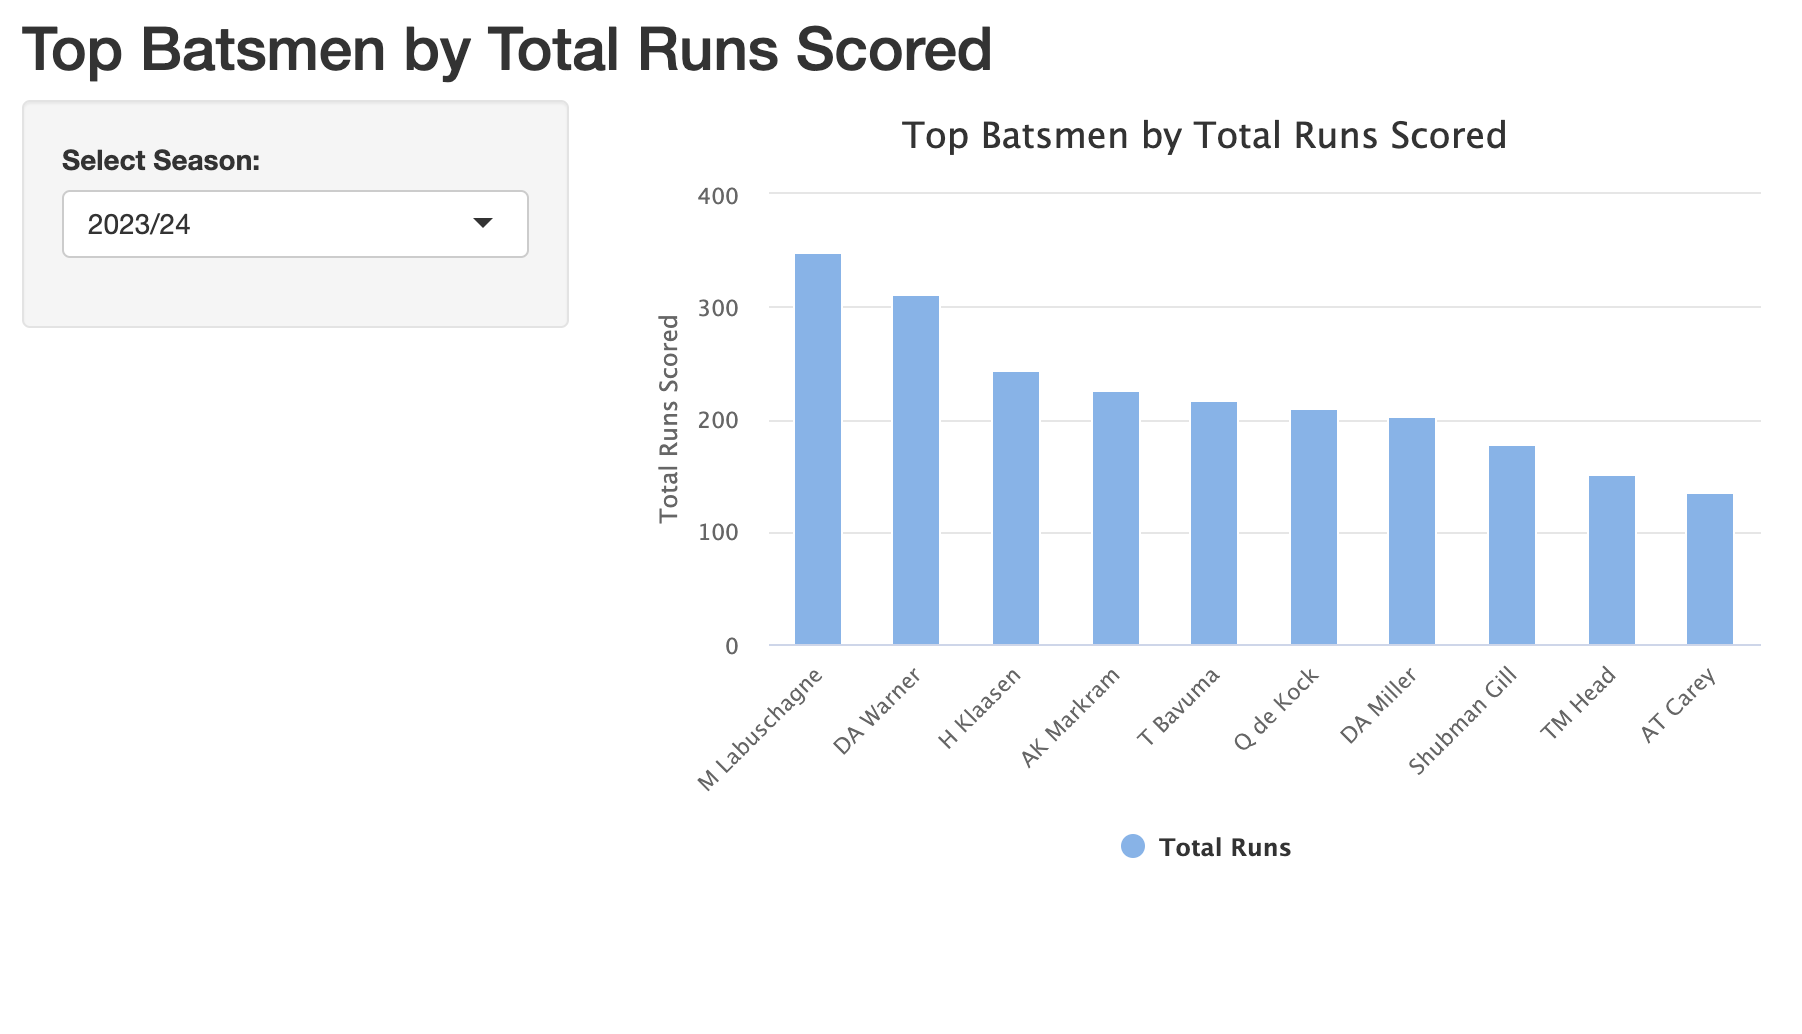 Top Batsmen by Total Runs Scored
Select Season:
2023/24
Top Batsmen by Total Runs Scored
Total Runs Scored
400
300
200
100
0
M Labuschagne
DA Warner
H Klaasen
AK Markram
T Bavuma
Q de Kock
DA Miller
Shubman Gill
TM Head
AT Carey
Total Runs